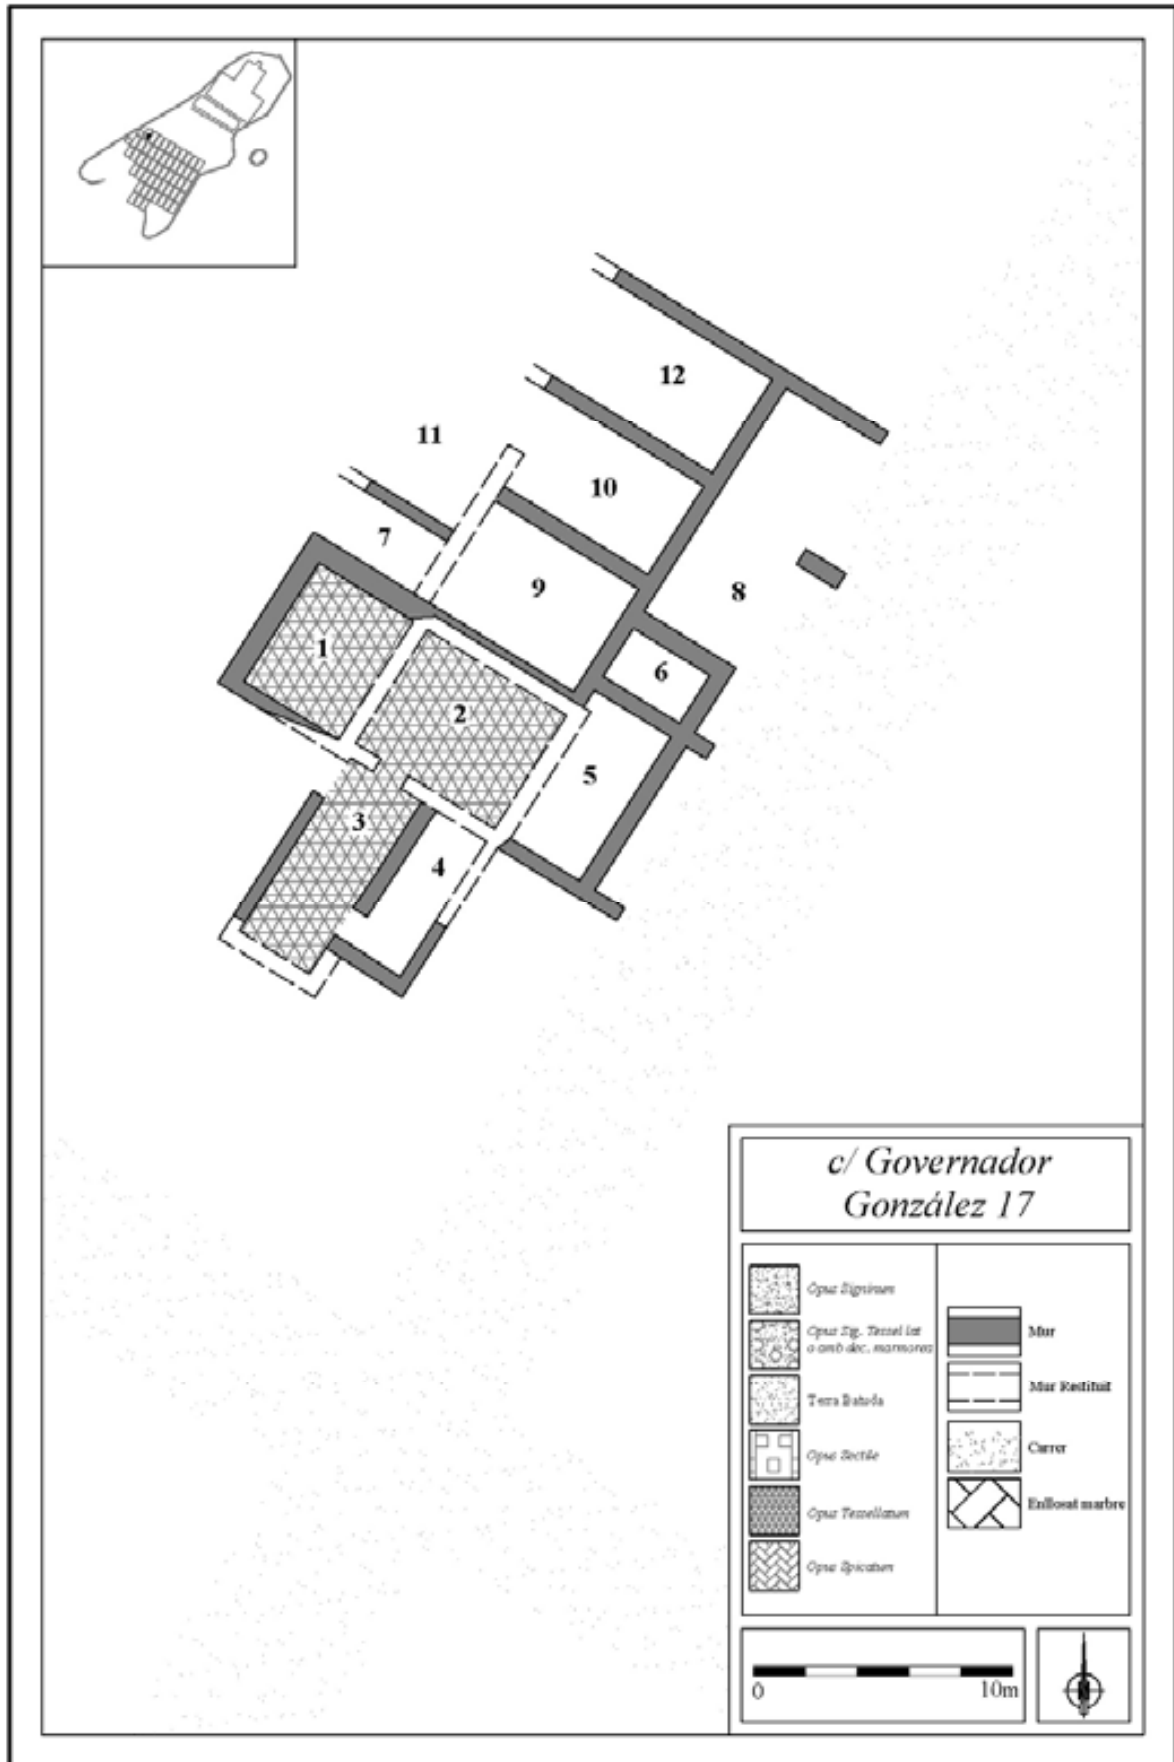 12
11
10
7
9
8
1
6
2
5
3
4
c/ Governador
González 17
Opus Signinum
Opus Sig. Tessel·lat
o amb dec. marmorea
Terra Batuda
Opus Sectile
Opus Tessellatum
Opus Spicatum
Mur
Mur Restituit
Carrer
Enllosat marbre
0 10m